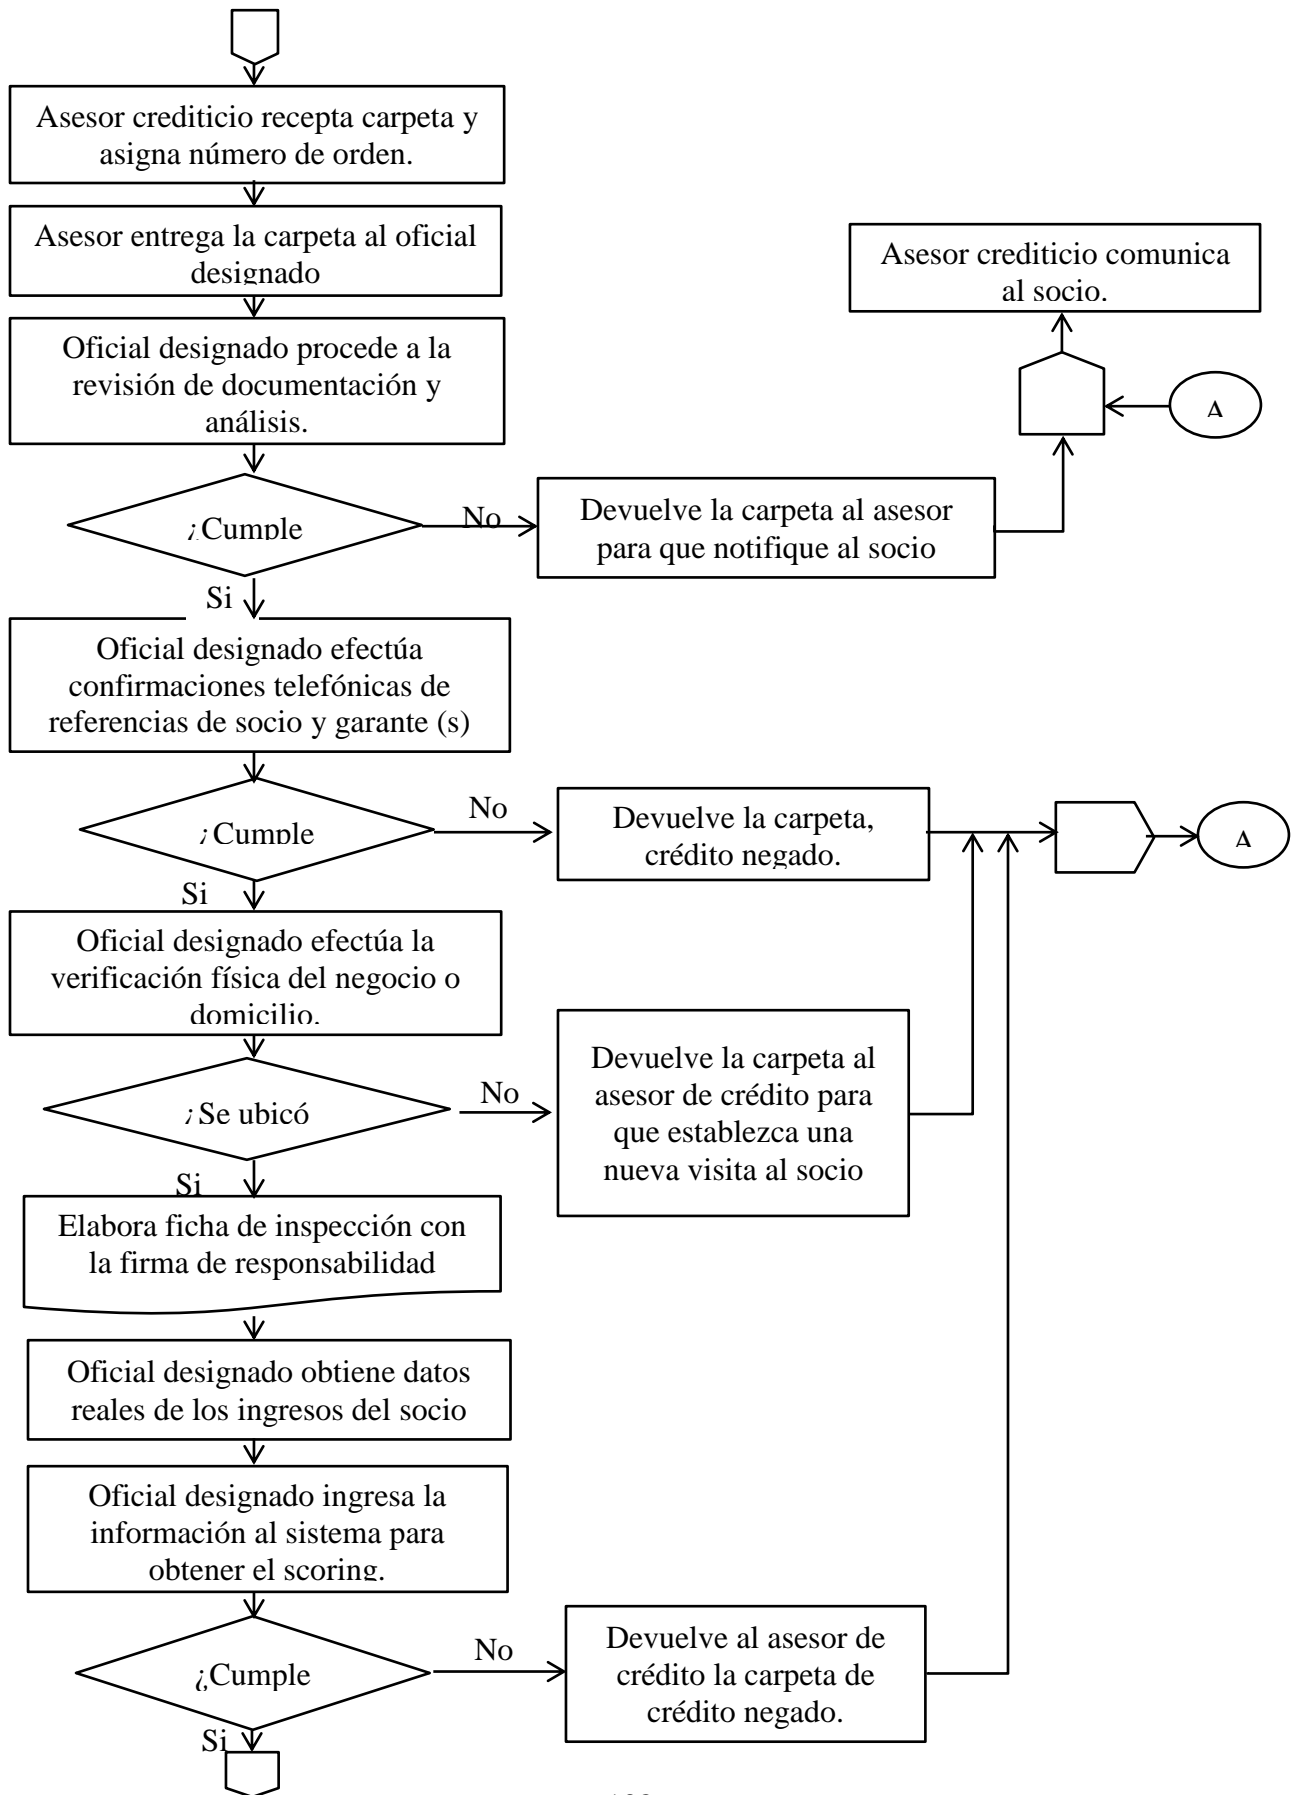 Asesor crediticio recepta carpeta y
asigna número de orden.
Asesor entrega la carpeta al oficial
designado
Asesor crediticio comunica
al socio.
Oficial designado procede a la
revisión de documentación y
análisis.
A
¿Cumple
No
Devuelve la carpeta al asesor
para que notifique al socio
Si
Oficial designado efectúa
confirmaciones telefónicas de
referencias de socio y garante (s)
¿Cumple
No
Devuelve la carpeta,
crédito negado.
A
Si
Oficial designado efectúa la
verificación física del negocio o
domicilio.
¿Se ubicó
No
Devuelve la carpeta al
asesor de crédito para
que establezca una
nueva visita al socio
Si
Elabora ficha de inspección con
la firma de responsabilidad
Oficial designado obtiene datos
reales de los ingresos del socio
Oficial designado ingresa la
información al sistema para
obtener el scoring.
¿Cumple
No
Devuelve al asesor de
crédito la carpeta de
crédito negado.
Si